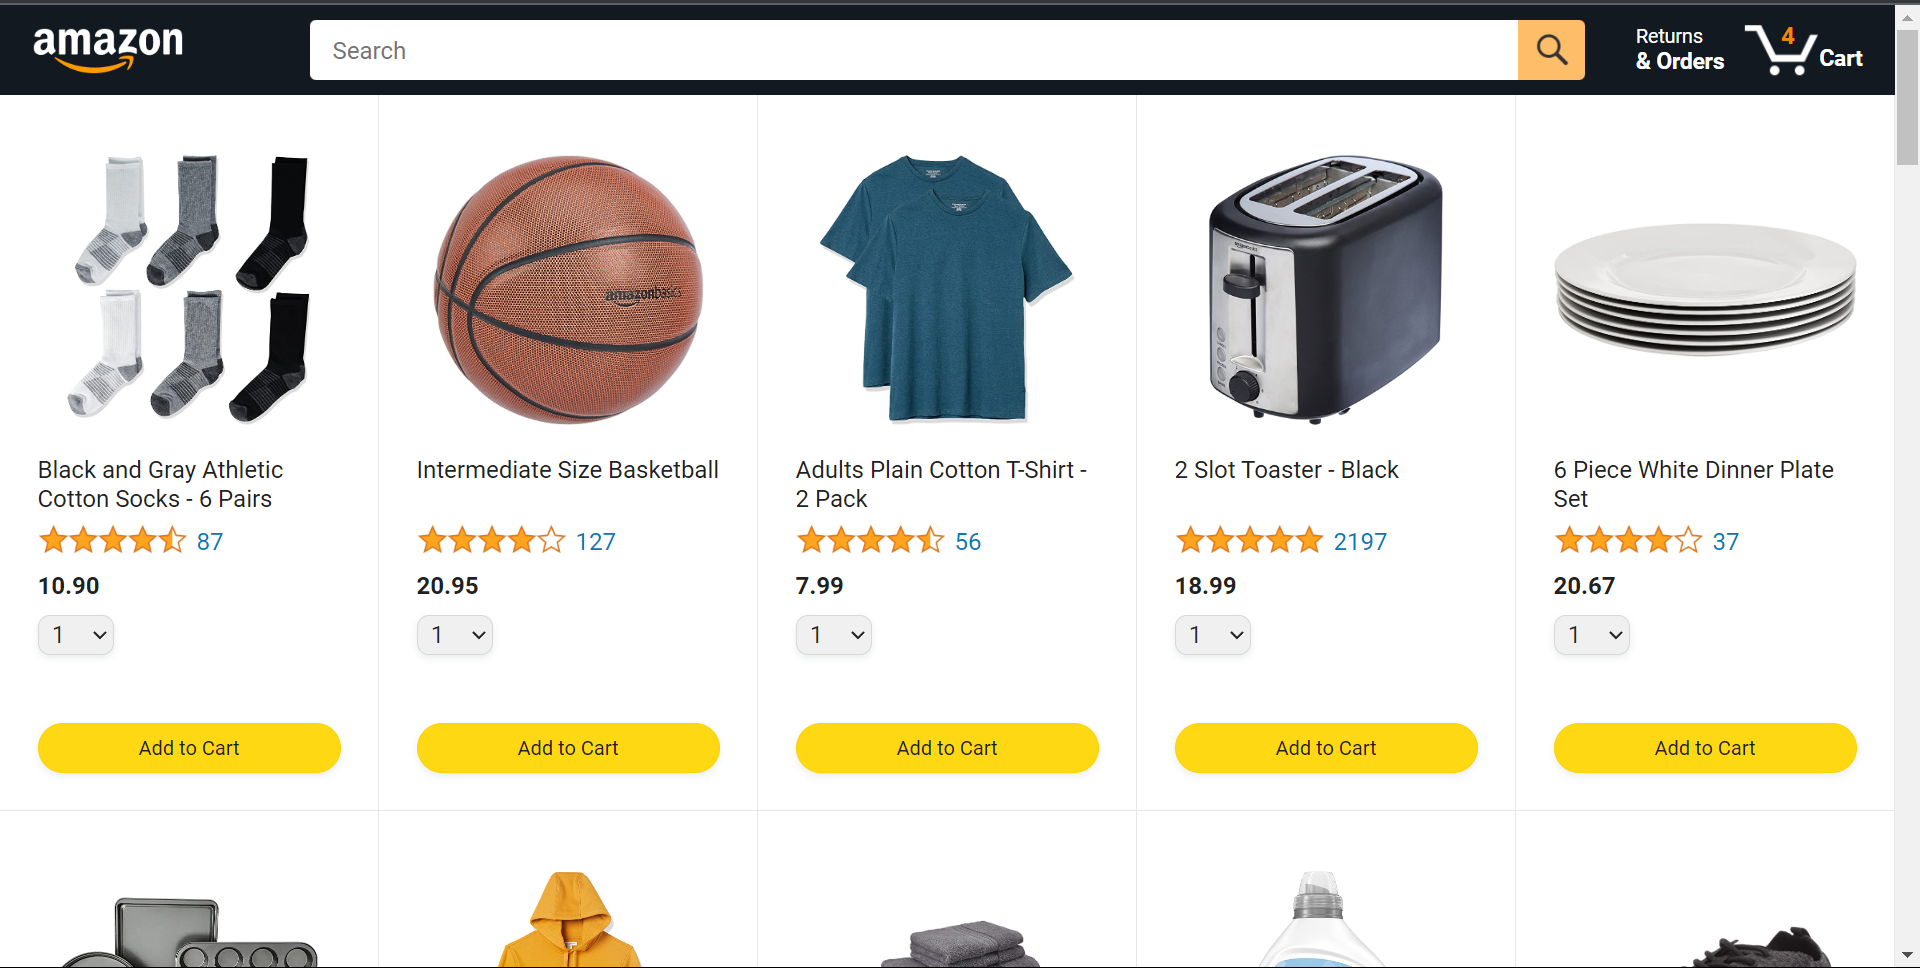 amazon
Search
Returns
& Orders
4
Cart
amazonbasics
Black and Gray Athletic
Cotton Socks - 6 Pairs
87
10.90
1
Add to Cart
Intermediate Size Basketball
127
20.95
1
Add to Cart
Adults Plain Cotton T-Shirt -
2 Pack
56
7.99
1
Add to Cart
2 Slot Toaster - Black
2197
18.99
1
Add to Cart
6 Piece White Dinner Plate
Set
37
20.67
1
Add to Cart